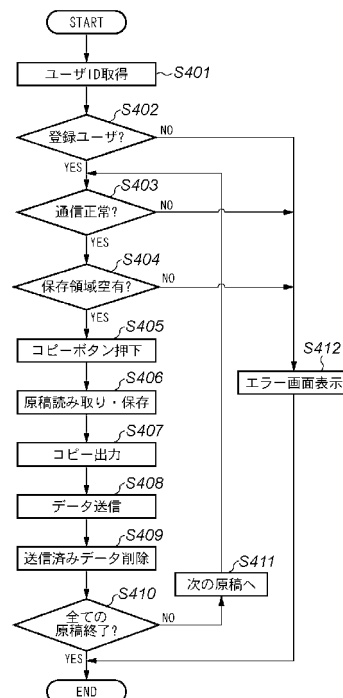 START
ユーザID取得
S401
S402
登録ユーザ?
NO
YES
S403
通信正常?
NO
YES
S404
保存領域空有?
NO
YES
S405
コピーボタン押下
S406
原稿読み取り・保存
S407
コピー出力
S408
データ送信
S409
送信済みデータ削除
S410
全ての
原稿終了?
NO
YES
S411
次の原稿へ
S412
エラー画面表示
END